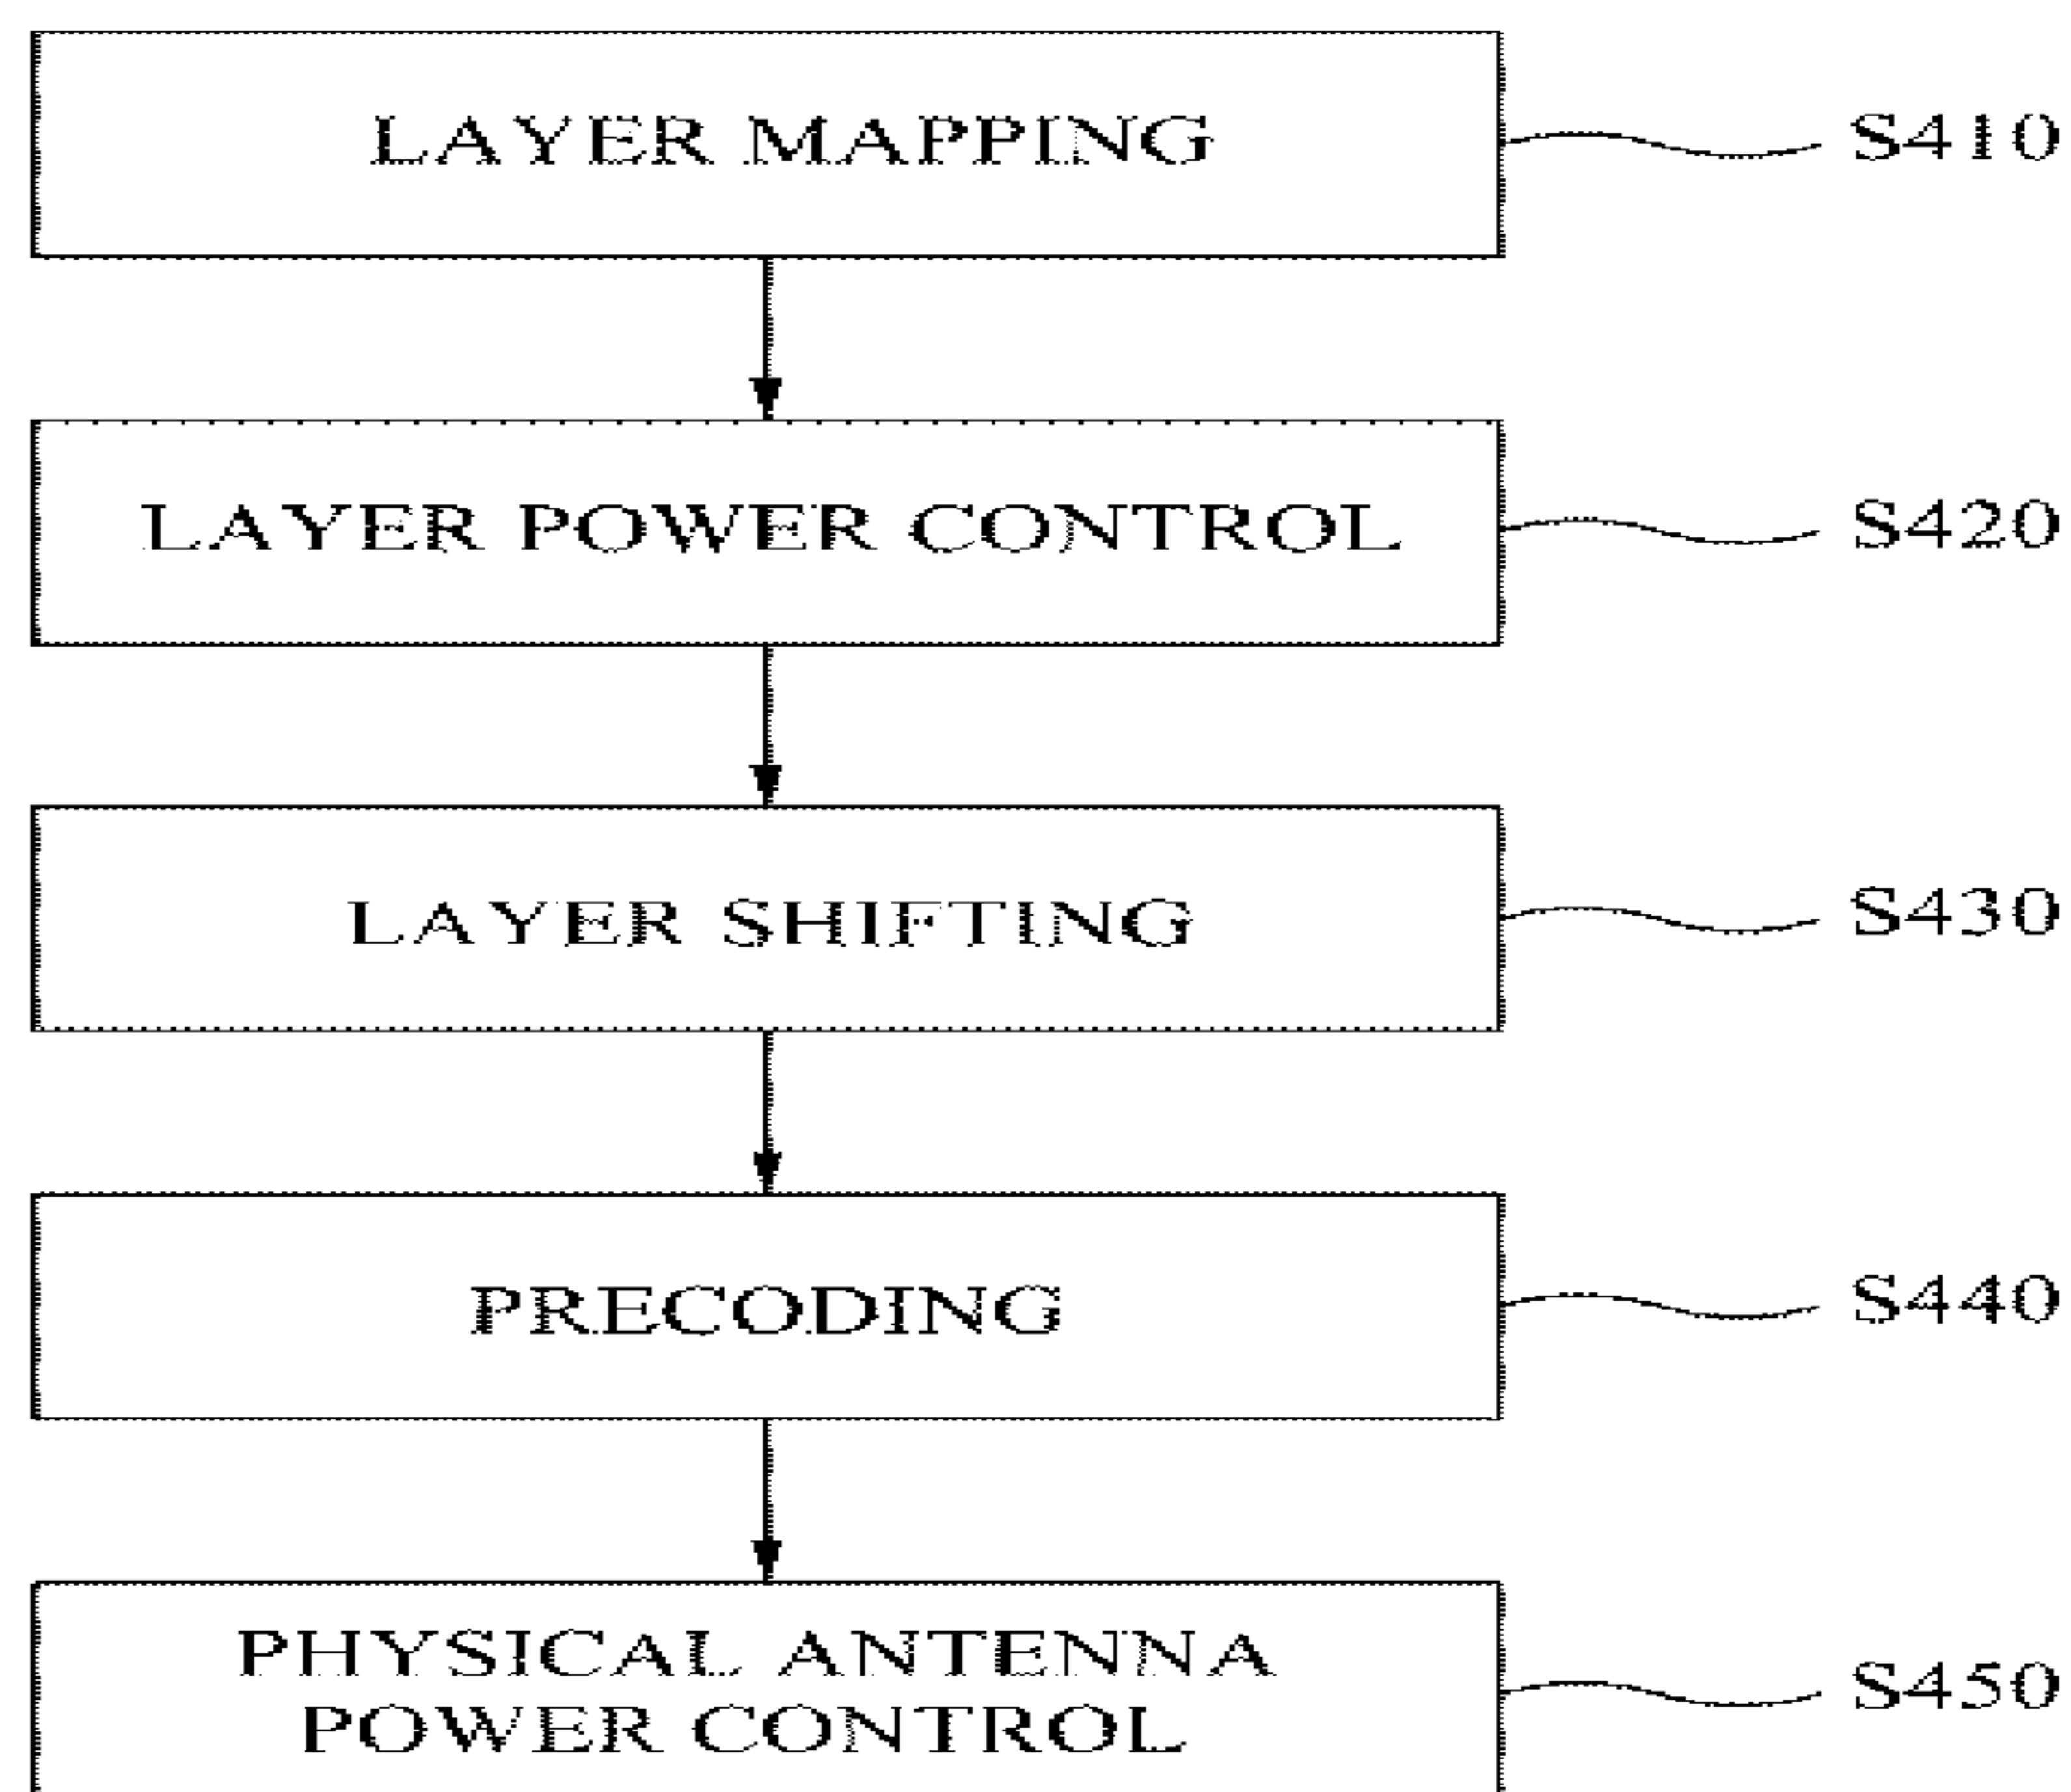 LAYER MAPPING
S410
LAYER POWER CONTROL
S420
LAYER SHIFTING
S430
PRECODING
S440
PHYSICAL ANTENNA
POWER CONTROL
S450